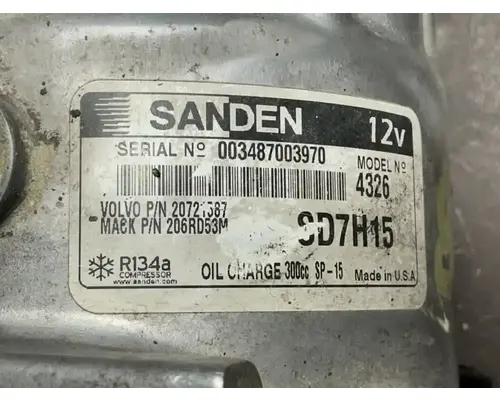 SANDEN 12v
SERIAL Nº 003487003970
MODEL Nº
4326
VOLVO P/N 20721587
MACK P/N 206RD53M
SD7H15
R134a
COMPRESSOR
www.sanden.com
OIL CHARGE 300cc SP-15
Made in U.S.A